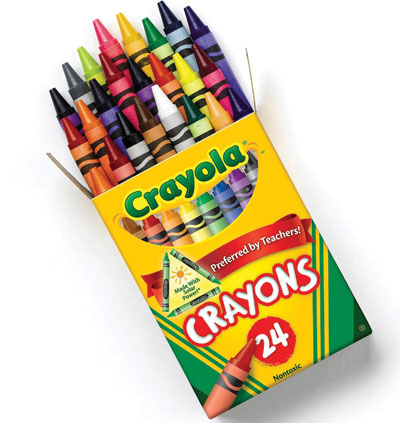 Crayola
Preferred by Teachers!
Made With
Solar
Power!
CRAYONS
24
Nontoxic